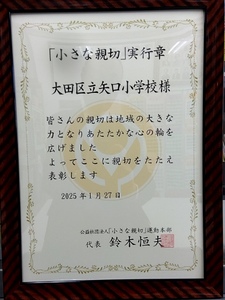 「小さな親切」実行章
大田区立矢口小学校様
皆さんの親切は地域の大きな
力となりあたたかな心の輪を
広げました
よってここに親切をたたえ
表彰します
2025年1月27日
公益社団法人「小さな親切」運動本部
代表 鈴木恒夫